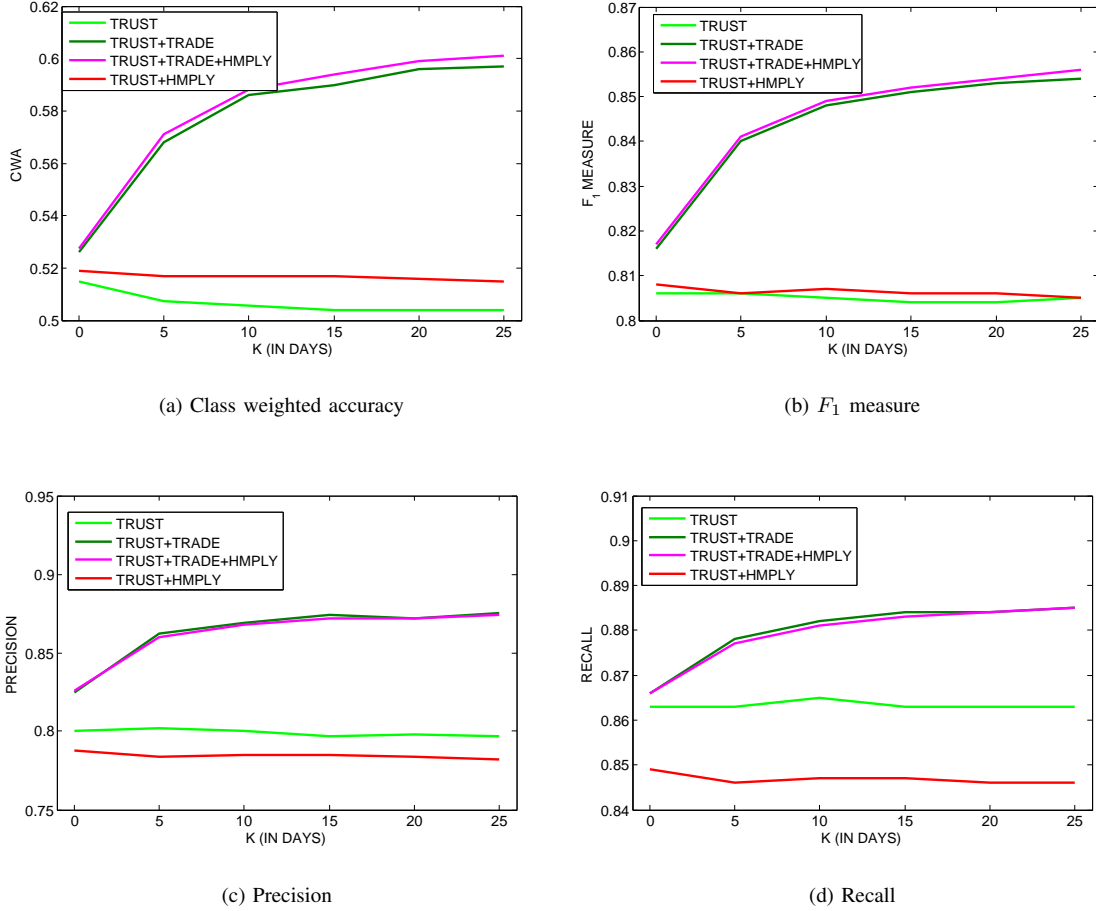 0.62
0.6
0.58
0.56
0.54
0.52
0.5
CWA
TRUST
TRUST+TRADE
TRUST+TRADE+HMPLY
TRUST+HMPLY
0 5 10 15 20 25
K (IN DAYS)
(a) Class weighted accuracy
0.87
0.86
0.85
0.84
0.83
0.82
0.81
0.8
F1 MEASURE
TRUST
TRUST+TRADE
TRUST+TRADE+HMPLY
TRUST+HMPLY
0 5 10 15 20 25
K (IN DAYS)
(b) F1 measure
0.95
0.9
0.85
0.8
0.75
PRECISION
TRUST
TRUST+TRADE
TRUST+TRADE+HMPLY
TRUST+HMPLY
0 5 10 15 20 25
K (IN DAYS)
(c) Precision
0.91
0.9
0.89
0.88
0.87
0.86
0.85
0.84
RECALL
TRUST
TRUST+TRADE
TRUST+TRADE+HMPLY
TRUST+HMPLY
0 5 10 15 20 25
K (IN DAYS)
(d) Recall